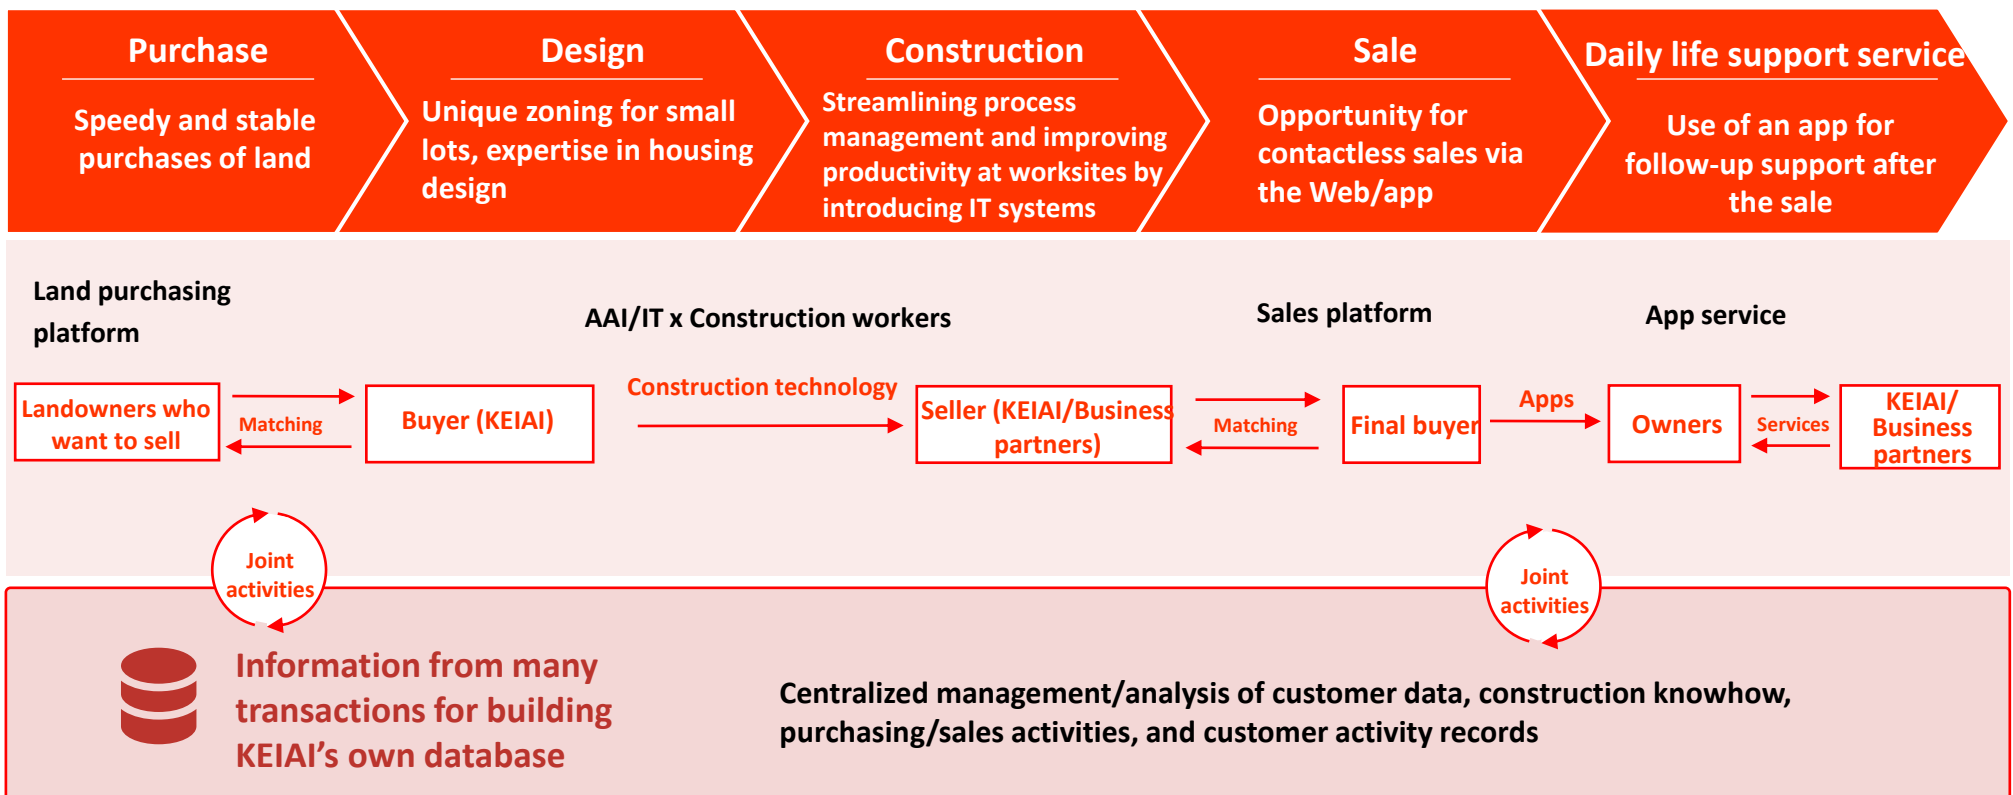 Purchase
Speedy and stable
purchases of land
Design
Unique zoning for small
lots, expertise in housing
design
Construction
Streamlining process
management and improving
productivity at worksites by
introducing IT systems
Sale
Opportunity for
contactless sales via
the Web/app
Daily life support service
Use of an app for
follow-up support after
the sale
Land purchasing
platform
AAI/IT x Construction workers
Sales platform
App service
Landowners who
want to sell
Matching
Buyer (KEIAI)
Construction technology
Seller (KEIAI/Business
partners)
Matching
Final buyer
Apps
Owners
Services
KEIAI/
Business
partners
Joint
activities
Joint
activities
Information from many
transactions for building
KEIAI's own database
Centralized management/analysis of customer data, construction knowhow,
purchasing/sales activities, and customer activity records